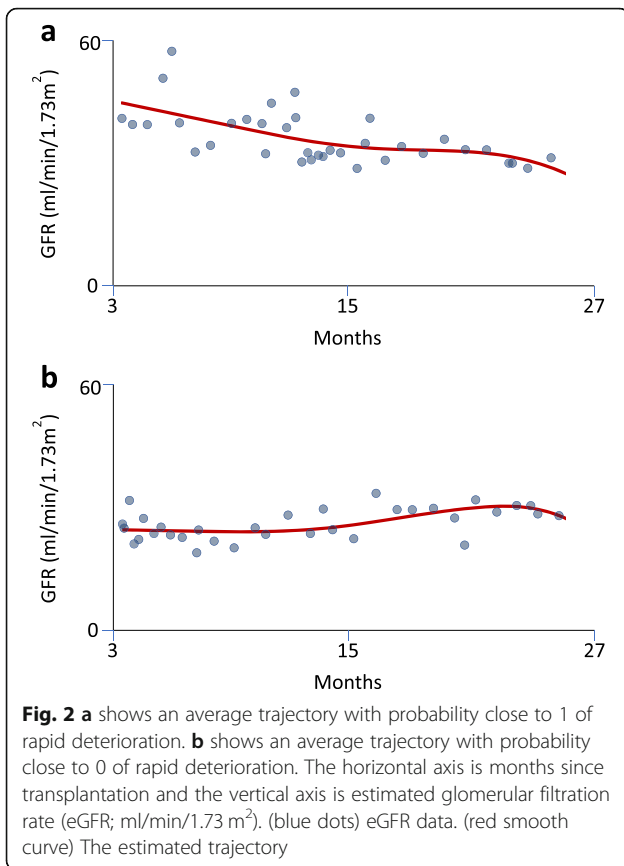 a
60
GFR (ml/min/1.73m²)
0
3 15 27
Months
b
60
GFR (ml/min/1.73m²)
0
3 15 27
Months
Fig. 2 a shows an average trajectory with probability close to 1 of
rapid deterioration. b shows an average trajectory with probability
close to 0 of rapid deterioration. The horizontal axis is months since
transplantation and the vertical axis is estimated glomerular filtration
rate (eGFR; ml/min/1.73 m²). (blue dots) eGFR data. (red smooth
curve) The estimated trajectory